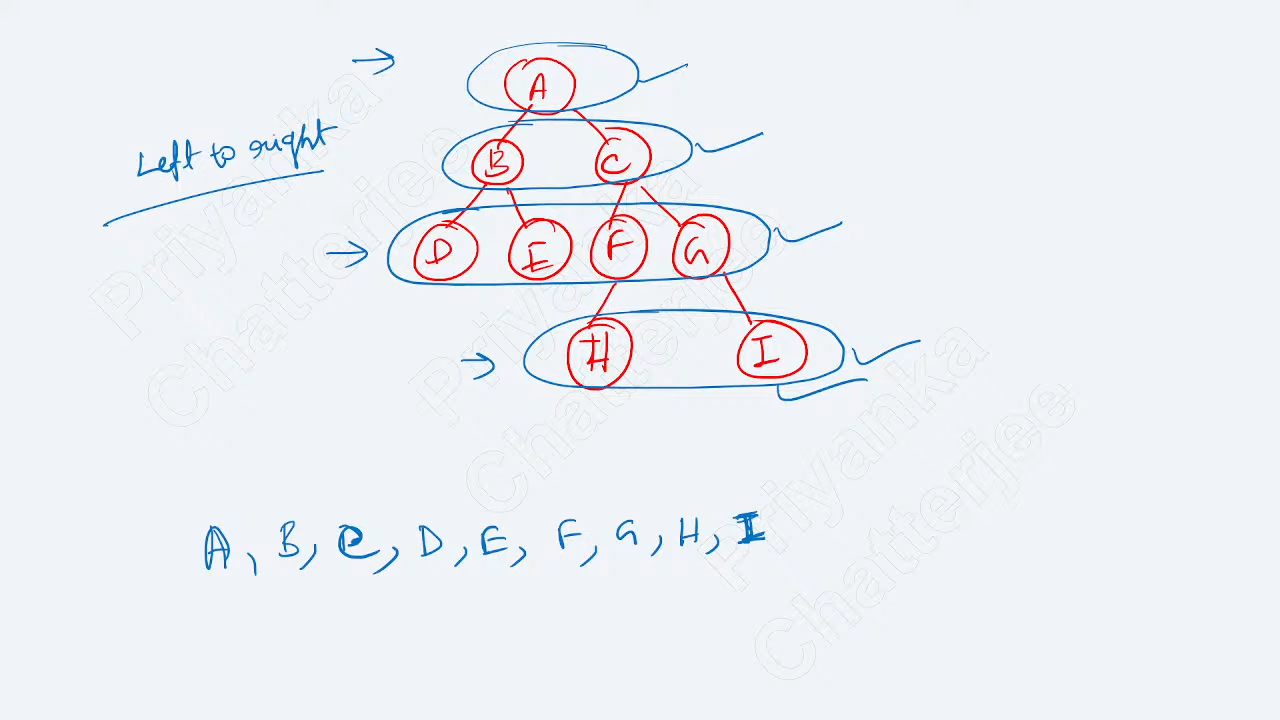 A
Left to right
B C
D E F G
H I
A, B, C, D, E, F, G, H, I
Priyanka
Chatterjee
Priyanka
Chatterjee
Priyanka
Chatterjee